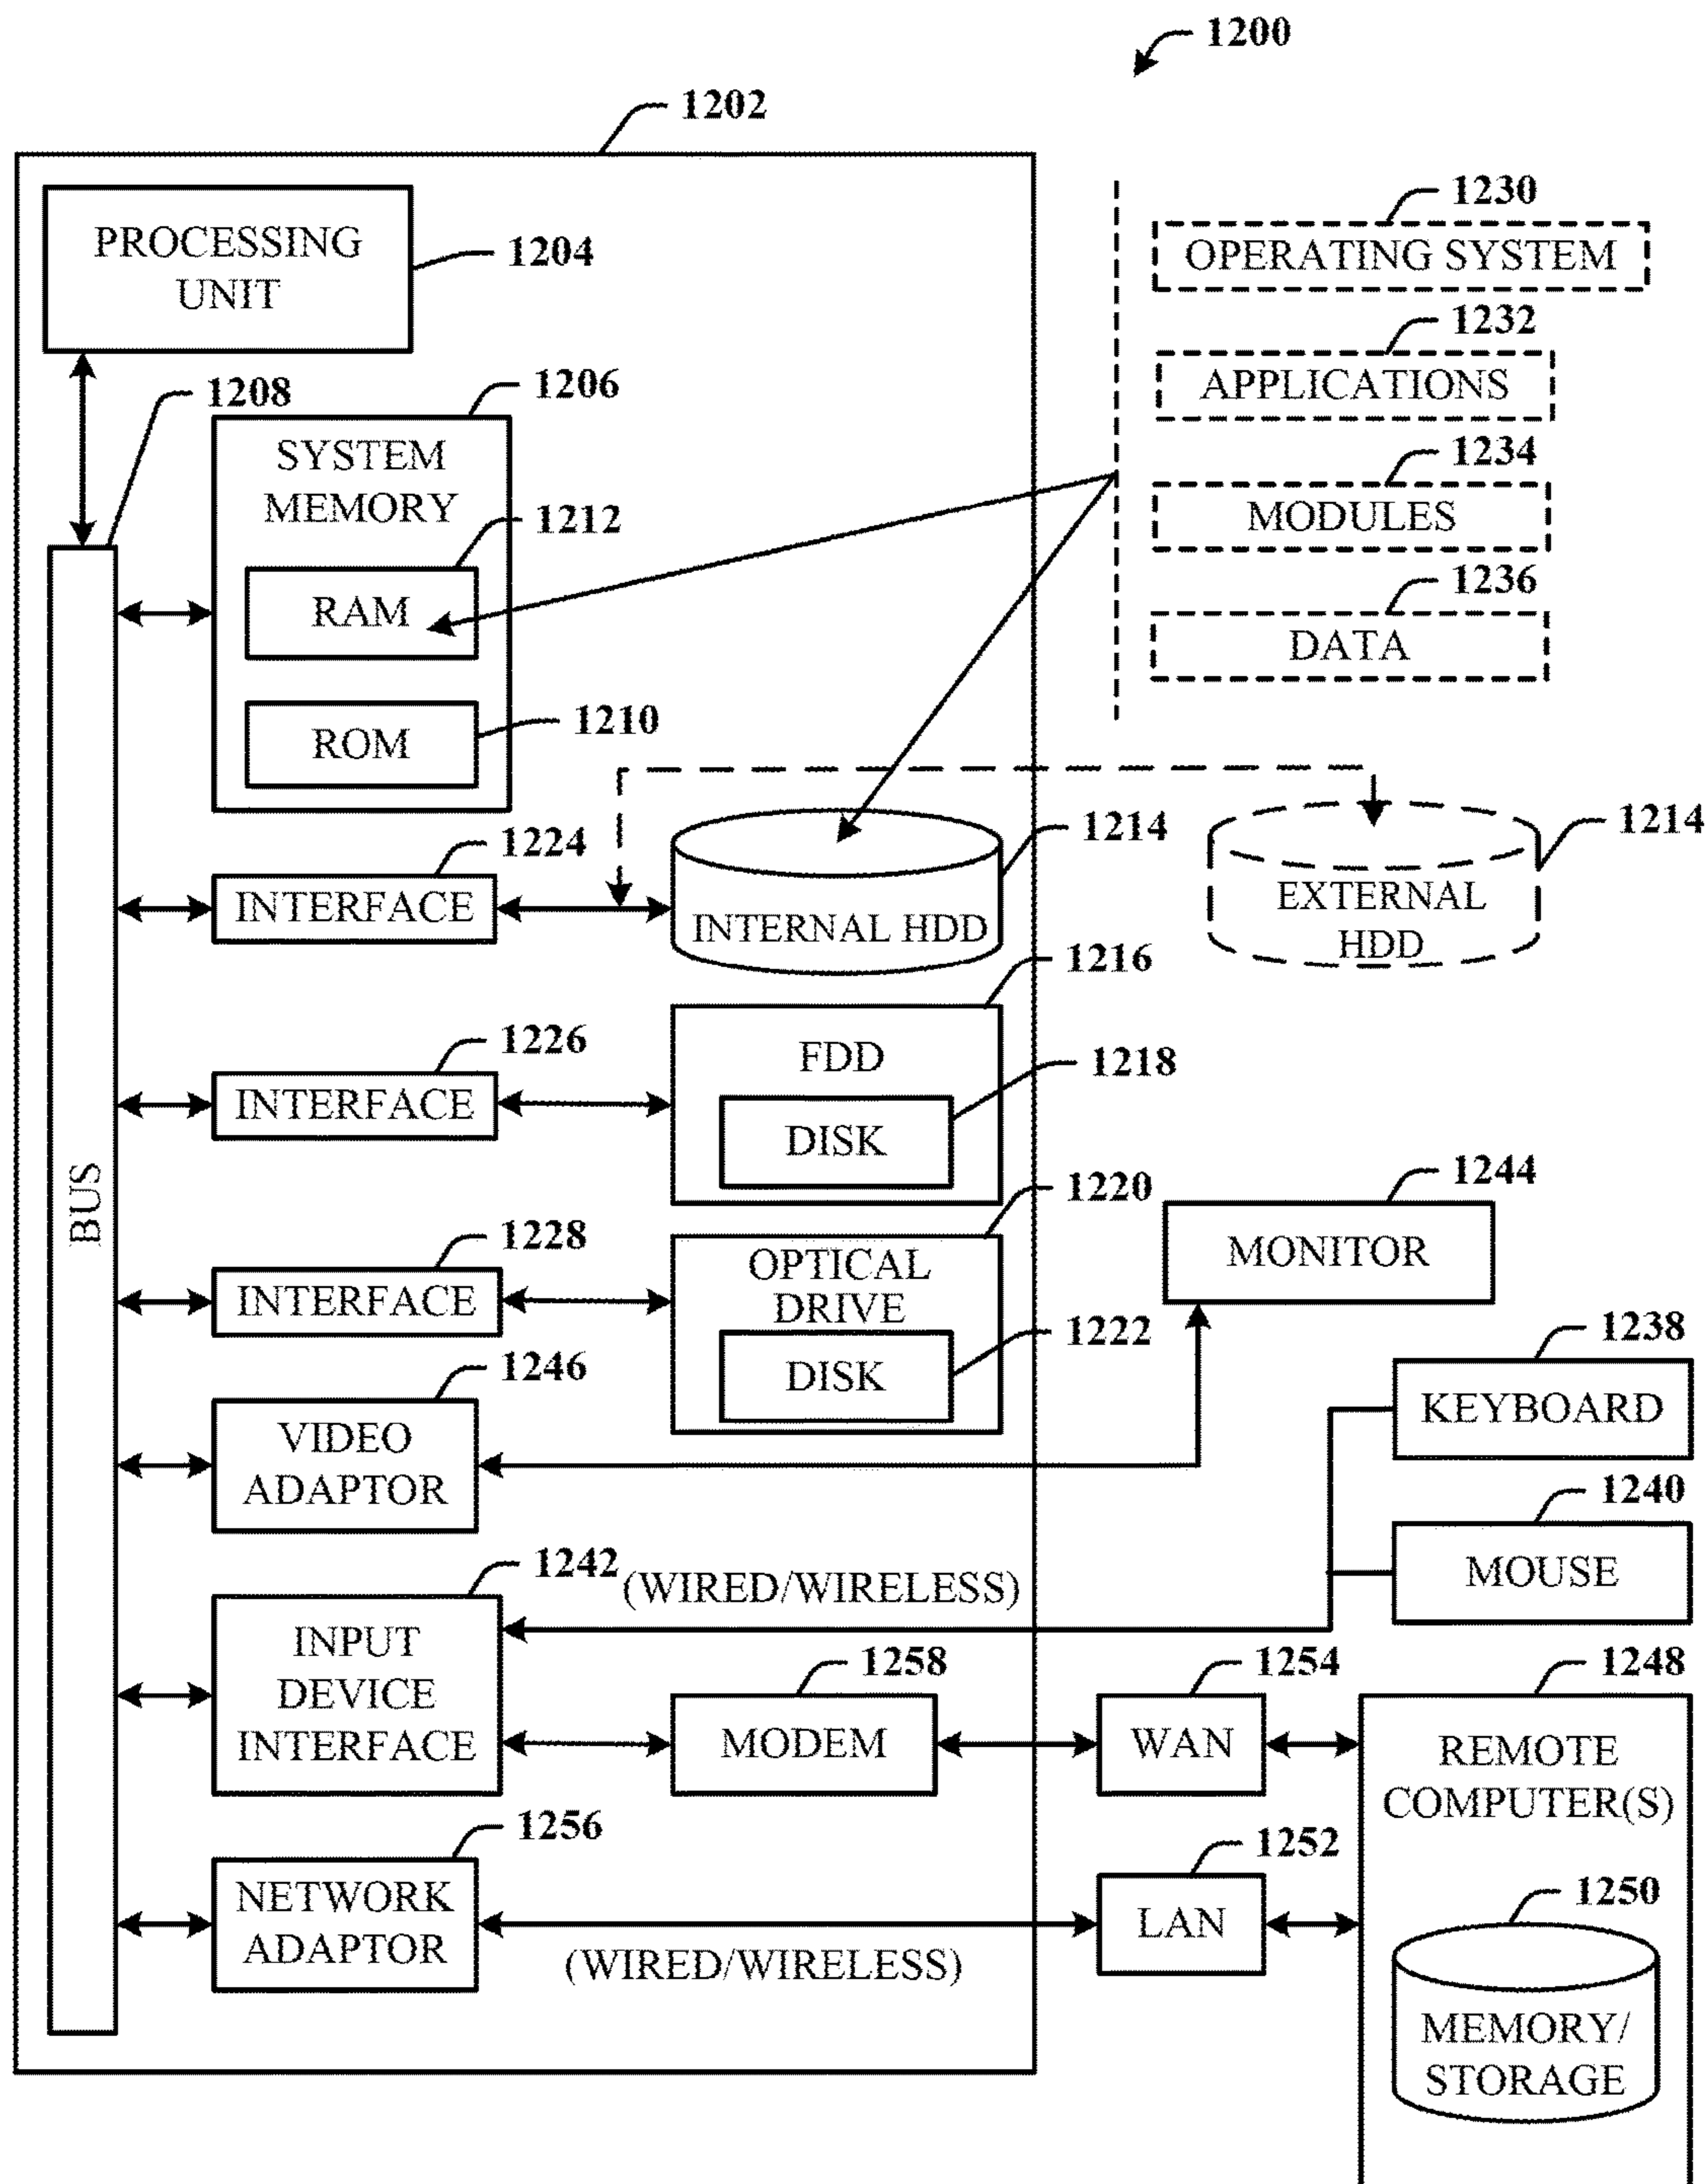 1200
1202
PROCESSING
UNIT
1204
1230
OPERATING SYSTEM
1232
APPLICATIONS
1234
MODULES
1236
DATA
1208
1206
SYSTEM
MEMORY
1212
RAM
1210
ROM
1224
INTERFACE
1214
INTERNAL HDD
1214
EXTERNAL
HDD
1216
FDD
1226
INTERFACE
1218
DISK
BUS
1220
OPTICAL
DRIVE
1228
INTERFACE
1222
DISK
1244
MONITOR
1246
VIDEO
ADAPTOR
1238
KEYBOARD
1240
MOUSE
1242
(WIRED/WIRELESS)
INPUT
DEVICE
INTERFACE
1258
MODEM
1254
WAN
1248
REMOTE
COMPUTER(S)
1256
NETWORK
ADAPTOR
(WIRED/WIRELESS)
1252
LAN
1250
MEMORY/
STORAGE